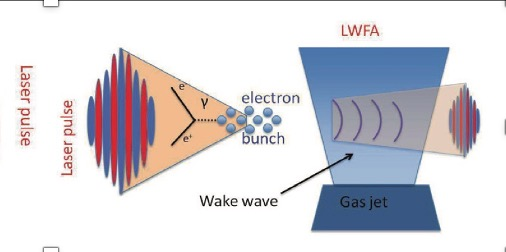 LWFA
Laser pulse
Laser pulse
e-
γ
e+
electron
bunch
Wake wave
Gas jet